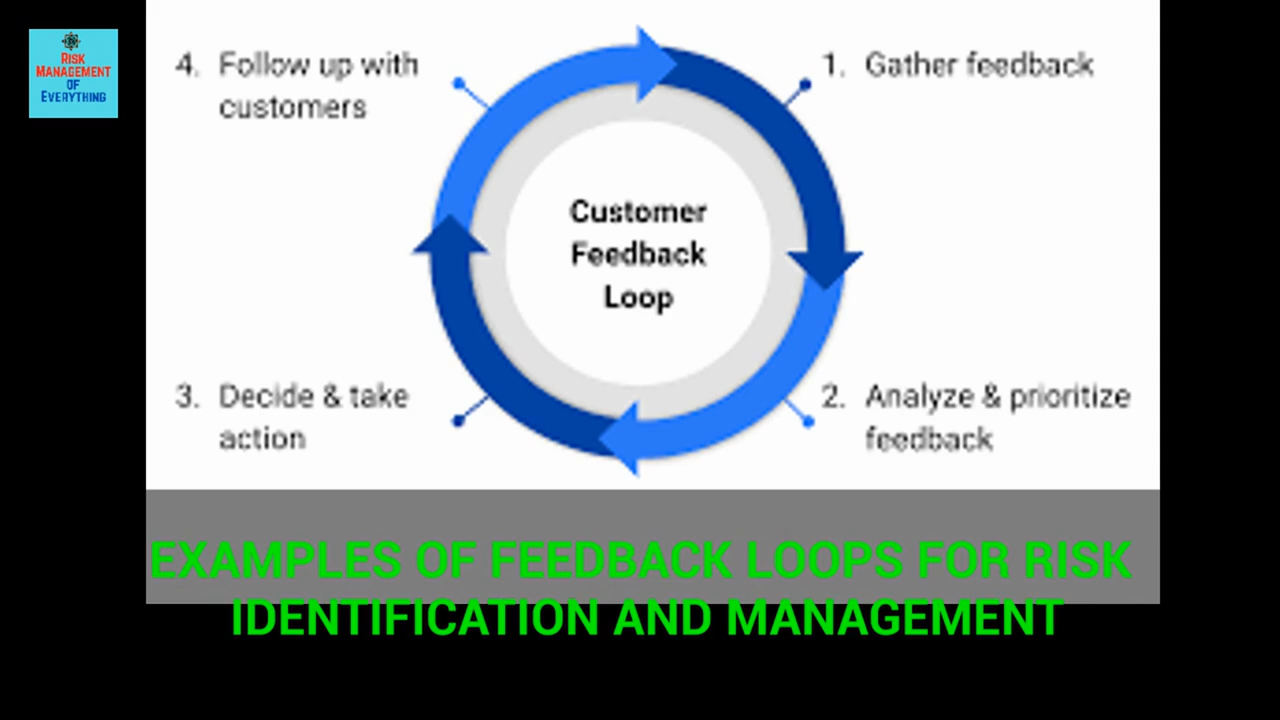 RISK
MANAGEMENT
OF
EVERYTHING
4. Follow up with
customers
1. Gather feedback
Customer
Feedback
Loop
3. Decide & take
action
2. Analyze & prioritize
feedback
EXAMPLES OF FEEDBACK LOOPS FOR RISK
IDENTIFICATION AND MANAGEMENT